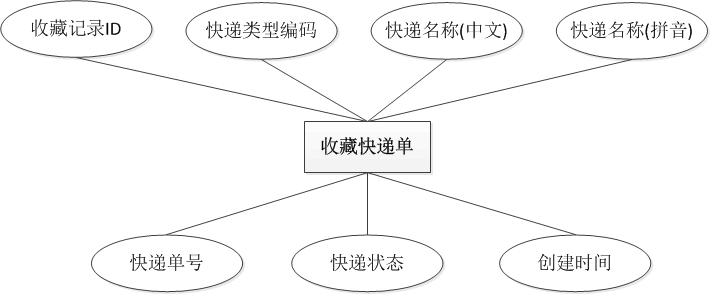 收藏记录ID
快递类型编码
快递名称(中文)
快递名称(拼音)
收藏快递单
快递单号
快递状态
创建时间